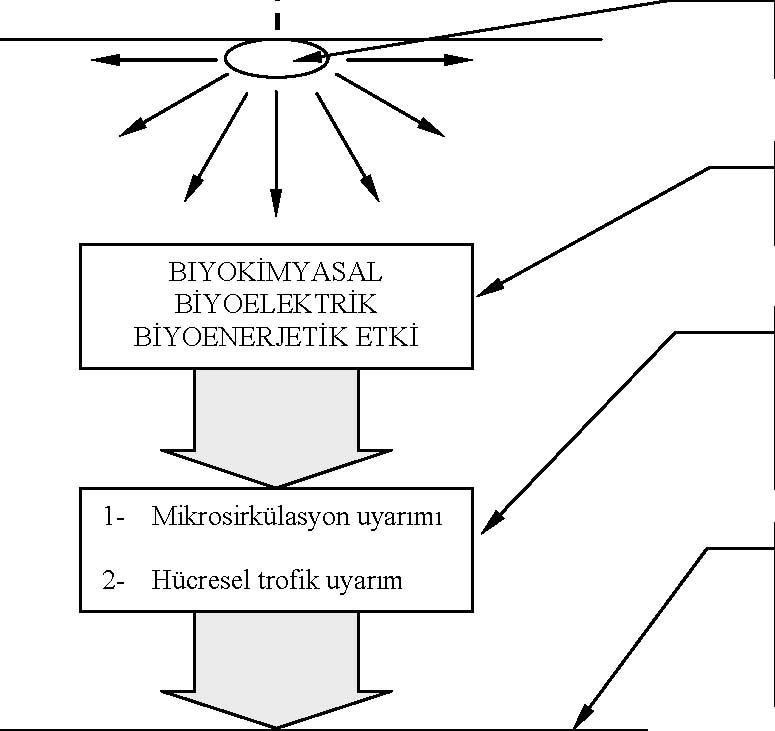 BIYOKİMYASAL
BİYOELEKTRİK
BİYOENERJETİK ETKİ
1- Mikrosirkülasyon uyarımı
2- Hücresel trofik uyarım